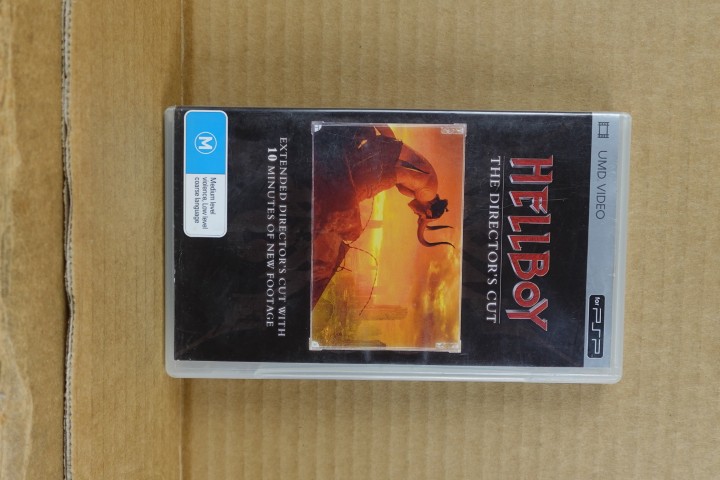 UMD VIDEO
for PSP
HELLBOY
THE DIRECTOR'S CUT
EXTENDED DIRECTOR'S CUT WITH
10 MINUTES OF NEW FOOTAGE
M
Medium level
violence, Low level
coarse language